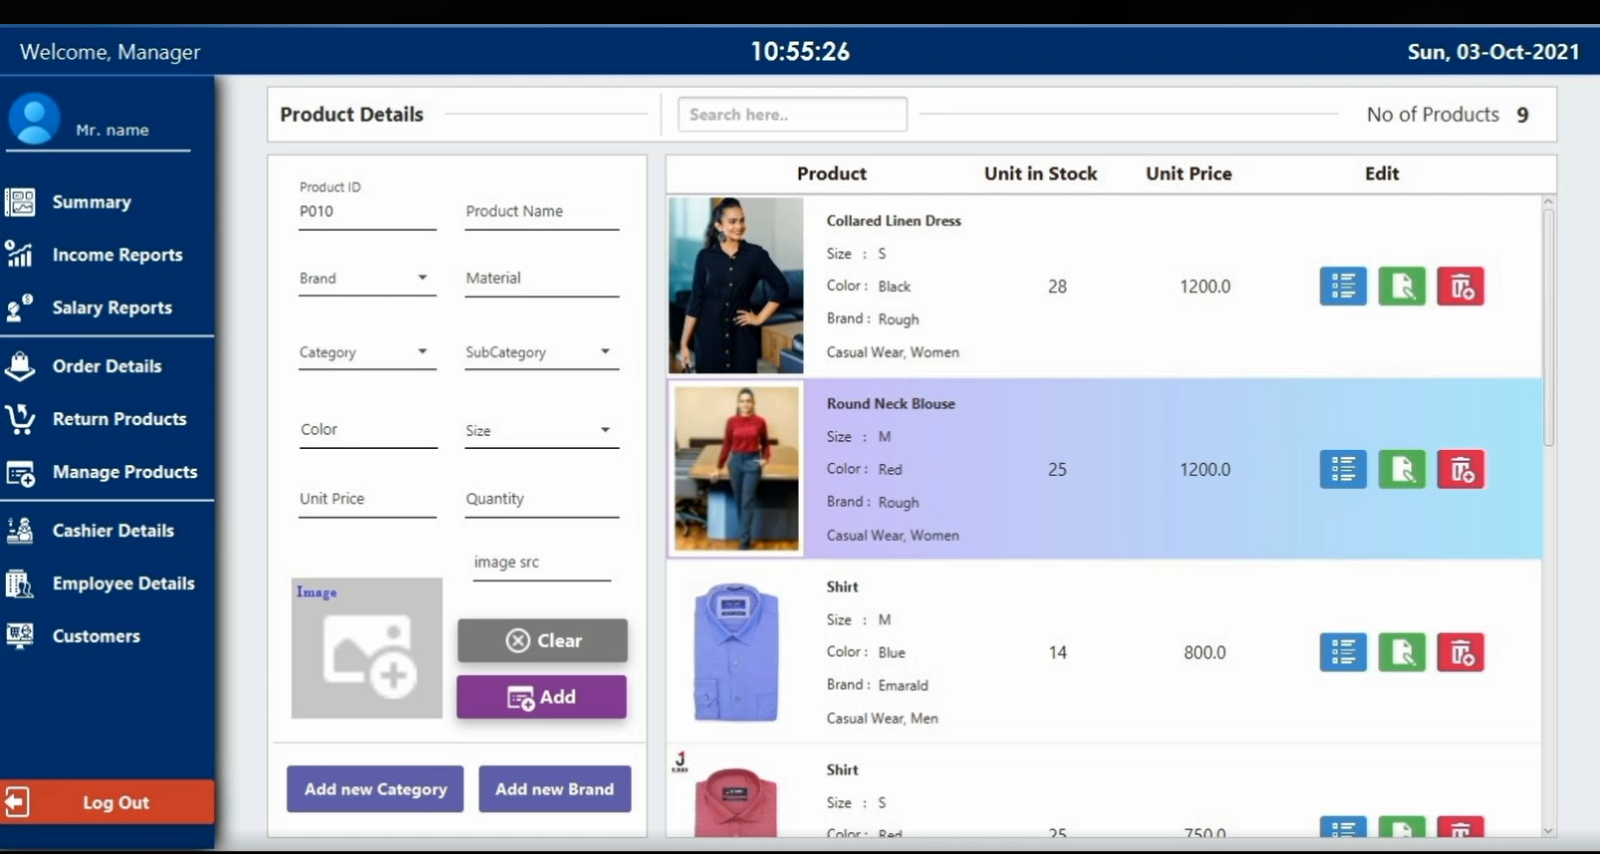 Welcome, Manager
10:55:26
Sun, 03-Oct-2021
Mr. name
Summary
Income Reports
Salary Reports
Order Details
Return Products
Manage Products
Cashier Details
Employee Details
Customers
Log Out
Product Details
Search here..
No of Products 9
Product ID
P010
Product Name
Brand
Material
Category
SubCategory
Color
Size
Unit Price
Quantity
image src
Image
Clear
Add
Add new Category
Add new Brand
Product Unit in Stock Unit Price Edit
Collared Linen Dress
Size : S
Color : Black
28 1200.0
Brand : Rough
Casual Wear, Women
Round Neck Blouse
Size : M
Color : Red
25 1200.0
Brand : Rough
Casual Wear, Women
Shirt
Size : M
Color : Blue
14 800.0
Brand : Emarald
Casual Wear, Men
Shirt
Size : S
Color : Red
25 750.0